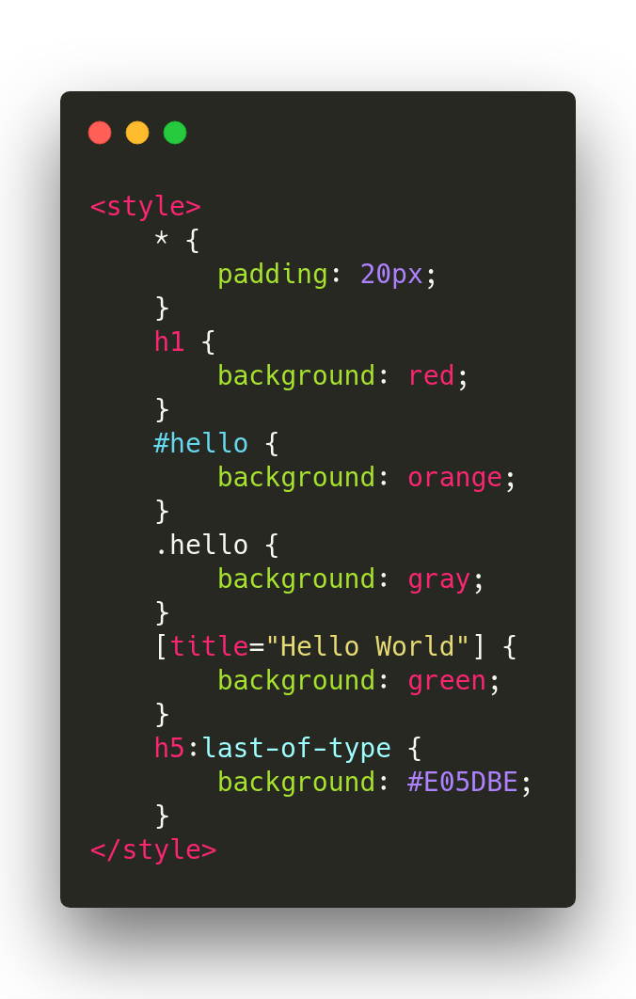 <style>
    * {
        padding: 20px;
    }
    h1 {
        background: red;
    }
    #hello {
        background: orange;
    }
    .hello {
        background: gray;
    }
    [title="Hello World"] {
        background: green;
    }
    h5:last-of-type {
        background: #E05DBE;
    }
</style>